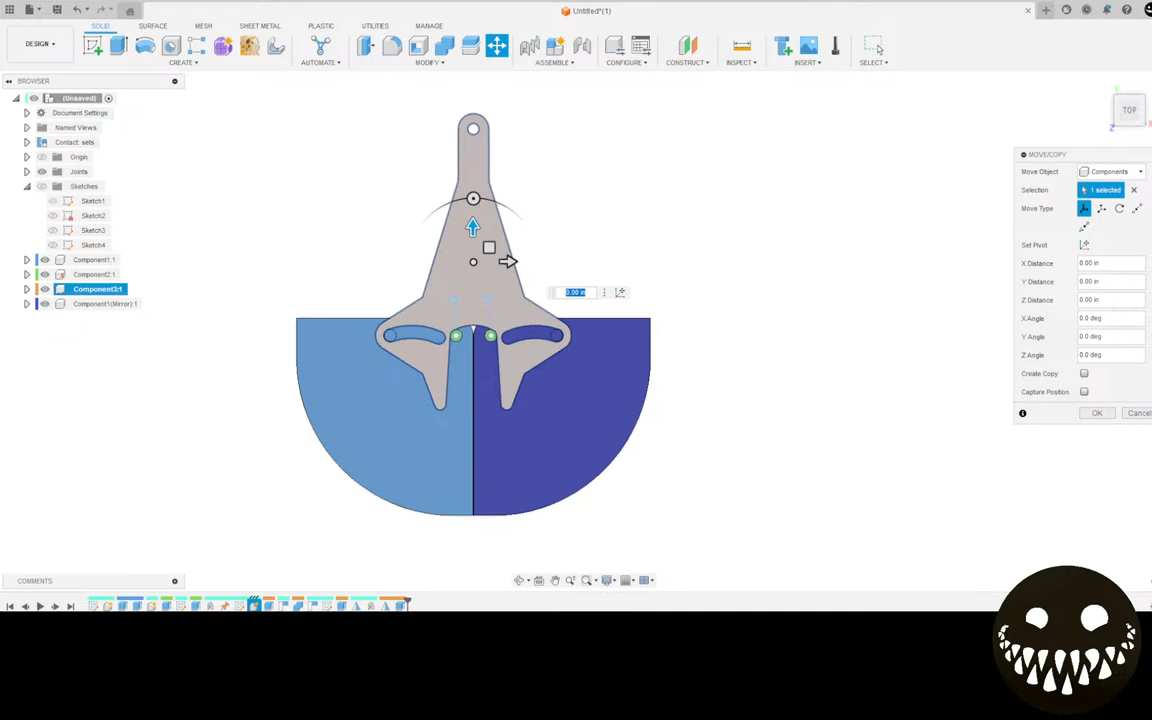 Untitled*(1)
SOLID SURFACE MESH SHEET METAL PLASTIC UTILITIES MANAGE
DESIGN
CREATE AUTOMATE MODIFY ASSEMBLE CONFIGURE CONSTRUCT INSPECT INSERT SELECT
BROWSER
(Unsaved)
Document Settings
Named Views
Contact: sets
Origin
Joints
Sketches
Sketch1
Sketch2
Sketch3
Sketch4
Component1:1
Component2:1
Component3:1
Component1(Mirror):1
TOP
Z
X
0.00 in
MOVE/COPY
Move Object Components
Selection 1 selected
Move Type
Set Pivot
X Distance 0.00 in
Y Distance 0.00 in
Z Distance 0.00 in
X Angle 0.0 deg
Y Angle 0.0 deg
Z Angle 0.0 deg
Create Copy
Capture Position
OK Cancel
COMMENTS